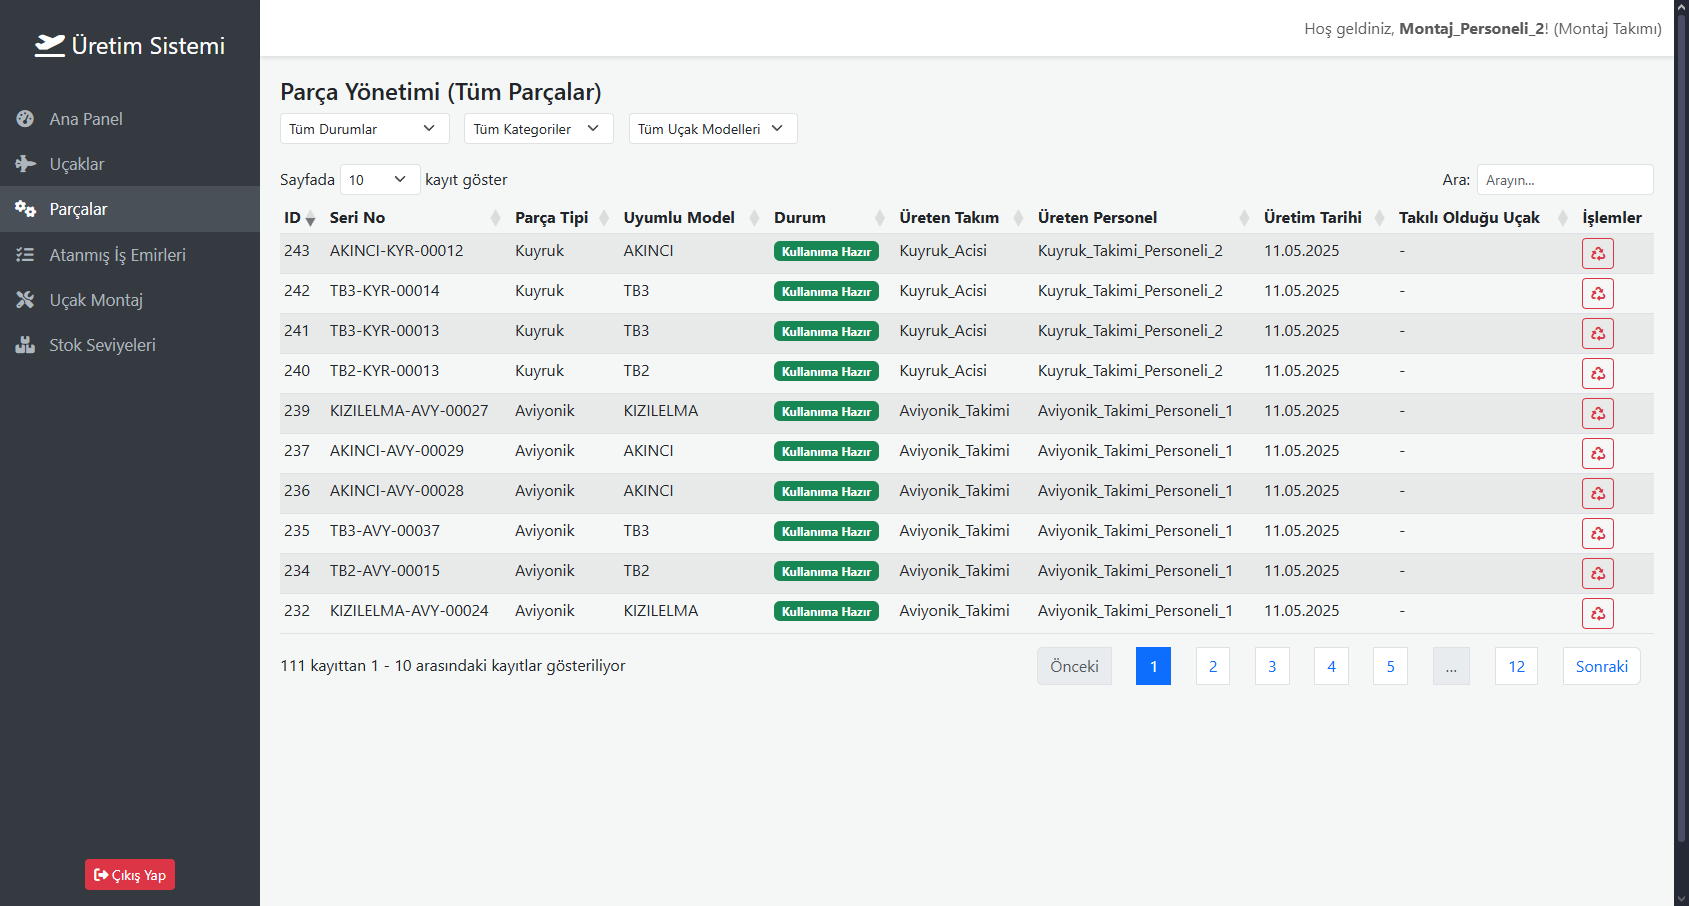 Üretim Sistemi
Hoş geldiniz, Montaj_Personeli_2! (Montaj Takımı)
Ana Panel
Uçaklar
Parçalar
Atanmış İş Emirleri
Uçak Montaj
Stok Seviyeleri
Çıkış Yap
Parça Yönetimi (Tüm Parçalar)
Tüm Durumlar Tüm Kategoriler Tüm Uçak Modelleri
Sayfada 10 kayıt göster Ara: Arayın...
ID Seri No Parça Tipi Uyumlu Model Durum Üreten Takım Üreten Personel Üretim Tarihi Takılı Olduğu Uçak İşlemler
243 AKINCI-KYR-00012 Kuyruk AKINCI Kullanıma Hazır Kuyruk_Acisi Kuyruk_Takimi_Personeli_2 11.05.2025 -
242 TB3-KYR-00014 Kuyruk TB3 Kullanıma Hazır Kuyruk_Acisi Kuyruk_Takimi_Personeli_2 11.05.2025 -
241 TB3-KYR-00013 Kuyruk TB3 Kullanıma Hazır Kuyruk_Acisi Kuyruk_Takimi_Personeli_2 11.05.2025 -
240 TB2-KYR-00013 Kuyruk TB2 Kullanıma Hazır Kuyruk_Acisi Kuyruk_Takimi_Personeli_2 11.05.2025 -
239 KIZILELMA-AVY-00027 Aviyonik KIZILELMA Kullanıma Hazır Aviyonik_Takimi Aviyonik_Takimi_Personeli_1 11.05.2025 -
237 AKINCI-AVY-00029 Aviyonik AKINCI Kullanıma Hazır Aviyonik_Takimi Aviyonik_Takimi_Personeli_1 11.05.2025 -
236 AKINCI-AVY-00028 Aviyonik AKINCI Kullanıma Hazır Aviyonik_Takimi Aviyonik_Takimi_Personeli_1 11.05.2025 -
235 TB3-AVY-00037 Aviyonik TB3 Kullanıma Hazır Aviyonik_Takimi Aviyonik_Takimi_Personeli_1 11.05.2025 -
234 TB2-AVY-00015 Aviyonik TB2 Kullanıma Hazır Aviyonik_Takimi Aviyonik_Takimi_Personeli_1 11.05.2025 -
232 KIZILELMA-AVY-00024 Aviyonik KIZILELMA Kullanıma Hazır Aviyonik_Takimi Aviyonik_Takimi_Personeli_1 11.05.2025 -
111 kayıttan 1 - 10 arasındaki kayıtlar gösteriliyor Önceki 1 2 3 4 5 ... 12 Sonraki